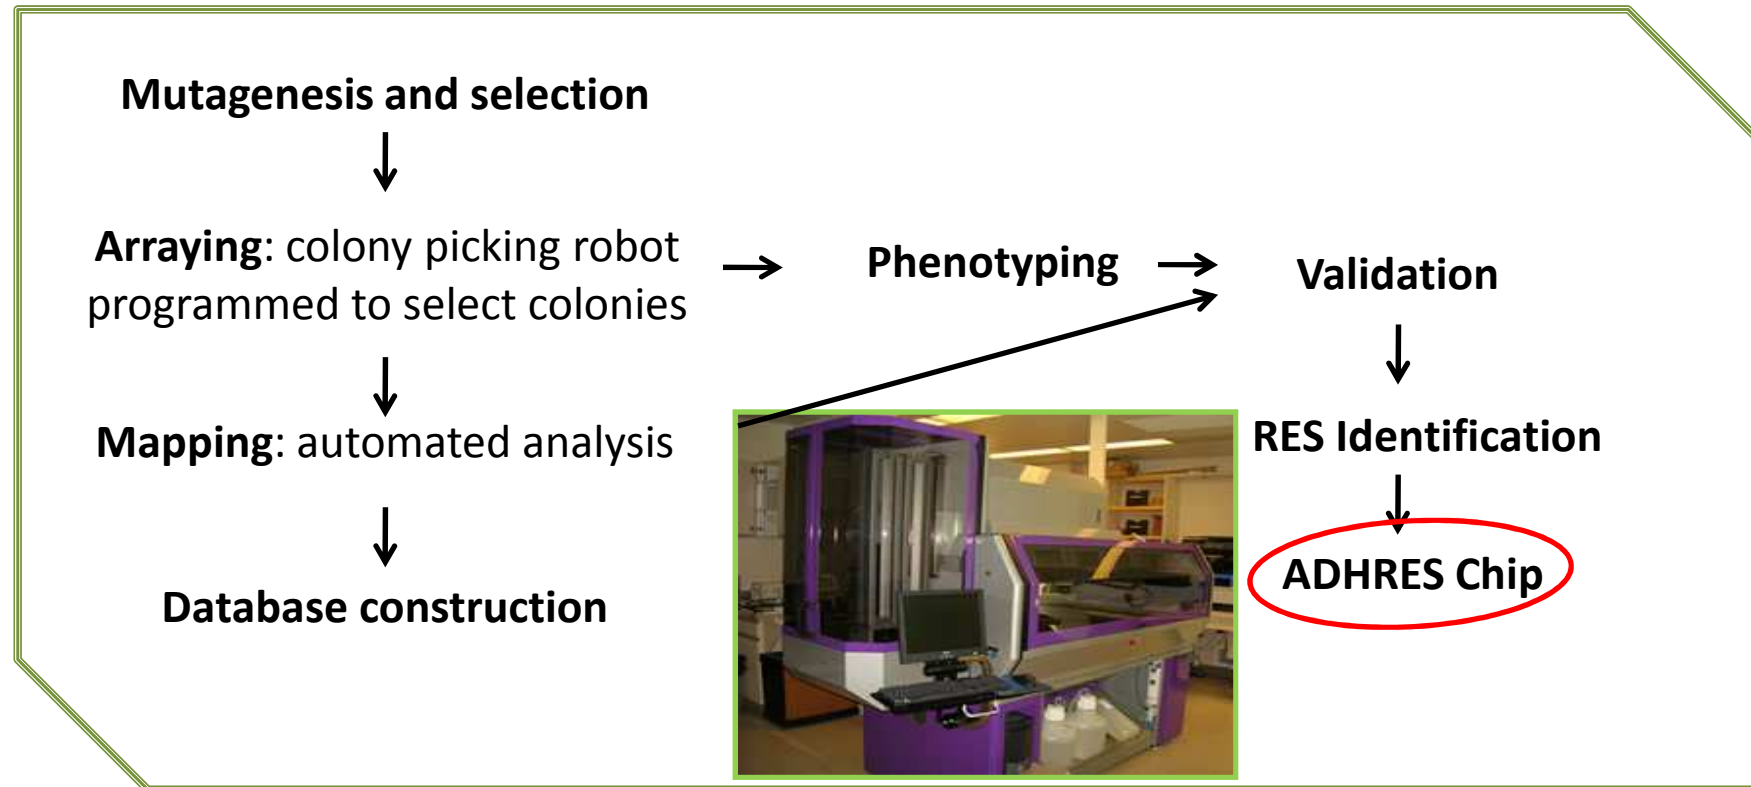 Mutagenesis and selection
Arraying: colony picking robot
programmed to select colonies
Mapping: automated analysis
Database construction
Phenotyping
Validation
RES Identification
ADHRES Chip